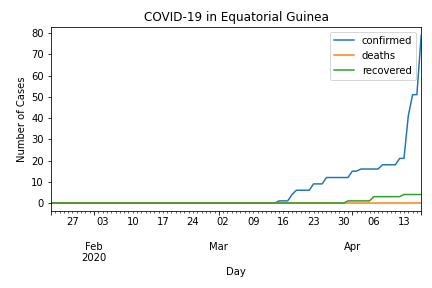 COVID-19 in Equatorial Guinea
80
70
60
50
40
30
20
10
0
Number of Cases
confirmed
deaths
recovered
27 03 10 17 24 02 09 16 23 30 06 13
Feb Mar Apr
2020
Day